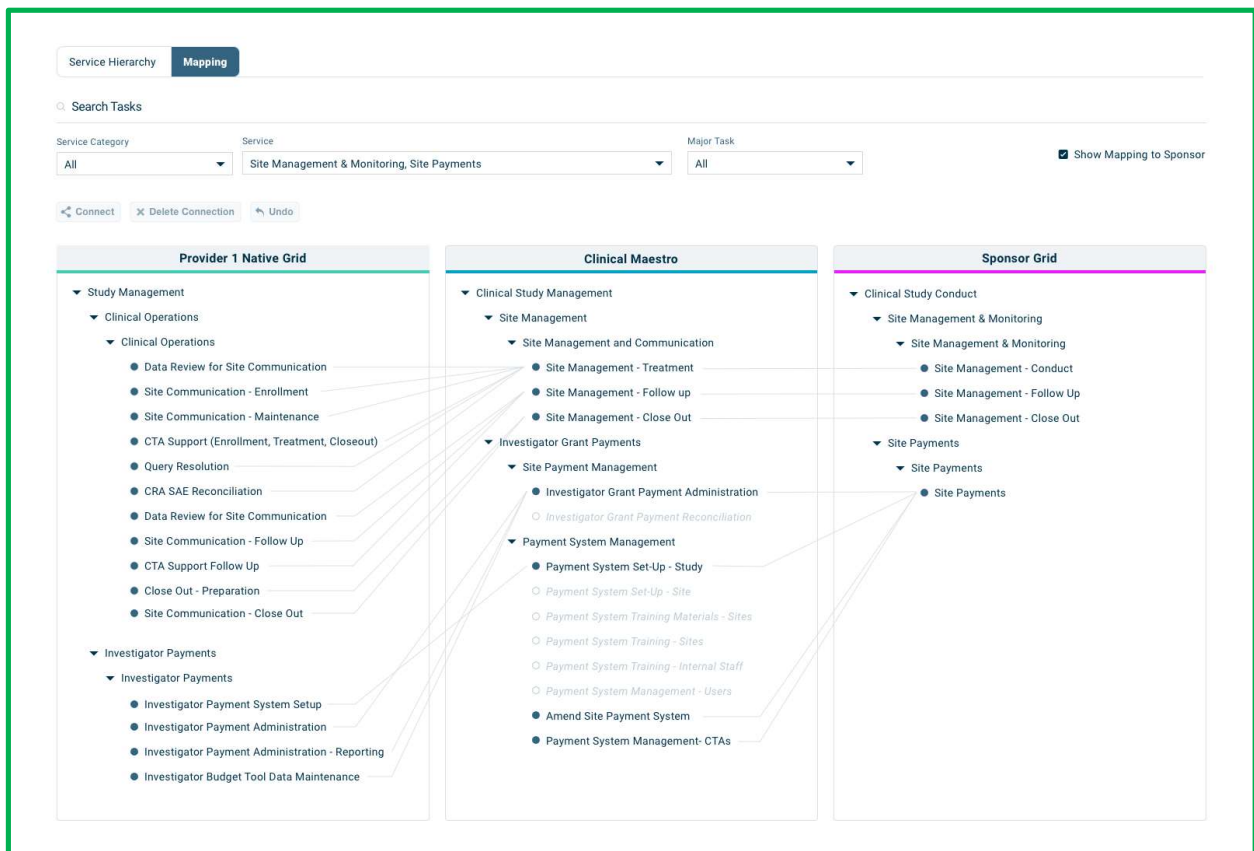 Service Hierarchy
Mapping
Search Tasks
Service Category
Service
Major Task
All
Site Management & Monitoring, Site Payments
All
Show Mapping to Sponsor
Connect
Delete Connection
Undo
Provider 1 Native Grid
Study Management
Clinical Operations
Clinical Operations
Data Review for Site Communication
Site Communication - Enrollment
Site Communication - Maintenance
CTA Support (Enrollment, Treatment, Closeout)
Query Resolution
CRA SAE Reconciliation
Data Review for Site Communication
Site Communication - Follow Up
CTA Support Follow Up
Close Out - Preparation
Site Communication - Close Out
Investigator Payments
Investigator Payments
Investigator Payment System Setup
Investigator Payment Administration
Investigator Payment Administration - Reporting
Investigator Budget Tool Data Maintenance
Clinical Maestro
Clinical Study Management
Site Management
Site Management and Communication
Site Management - Treatment
Site Management - Follow up
Site Management - Close Out
Investigator Grant Payments
Site Payment Management
Investigator Grant Payment Administration
Investigator Grant Payment Reconciliation
Payment System Management
Payment System Set-Up - Study
Payment System Set-Up - Site
Payment System Training Materials - Sites
Payment System Training - Sites
Payment System Training - Internal Staff
Payment System Management - Users
Amend Site Payment System
Payment System Management- CTAs
Sponsor Grid
Clinical Study Conduct
Site Management & Monitoring
Site Management & Monitoring
Site Management - Conduct
Site Management - Follow Up
Site Management - Close Out
Site Payments
Site Payments
Site Payments